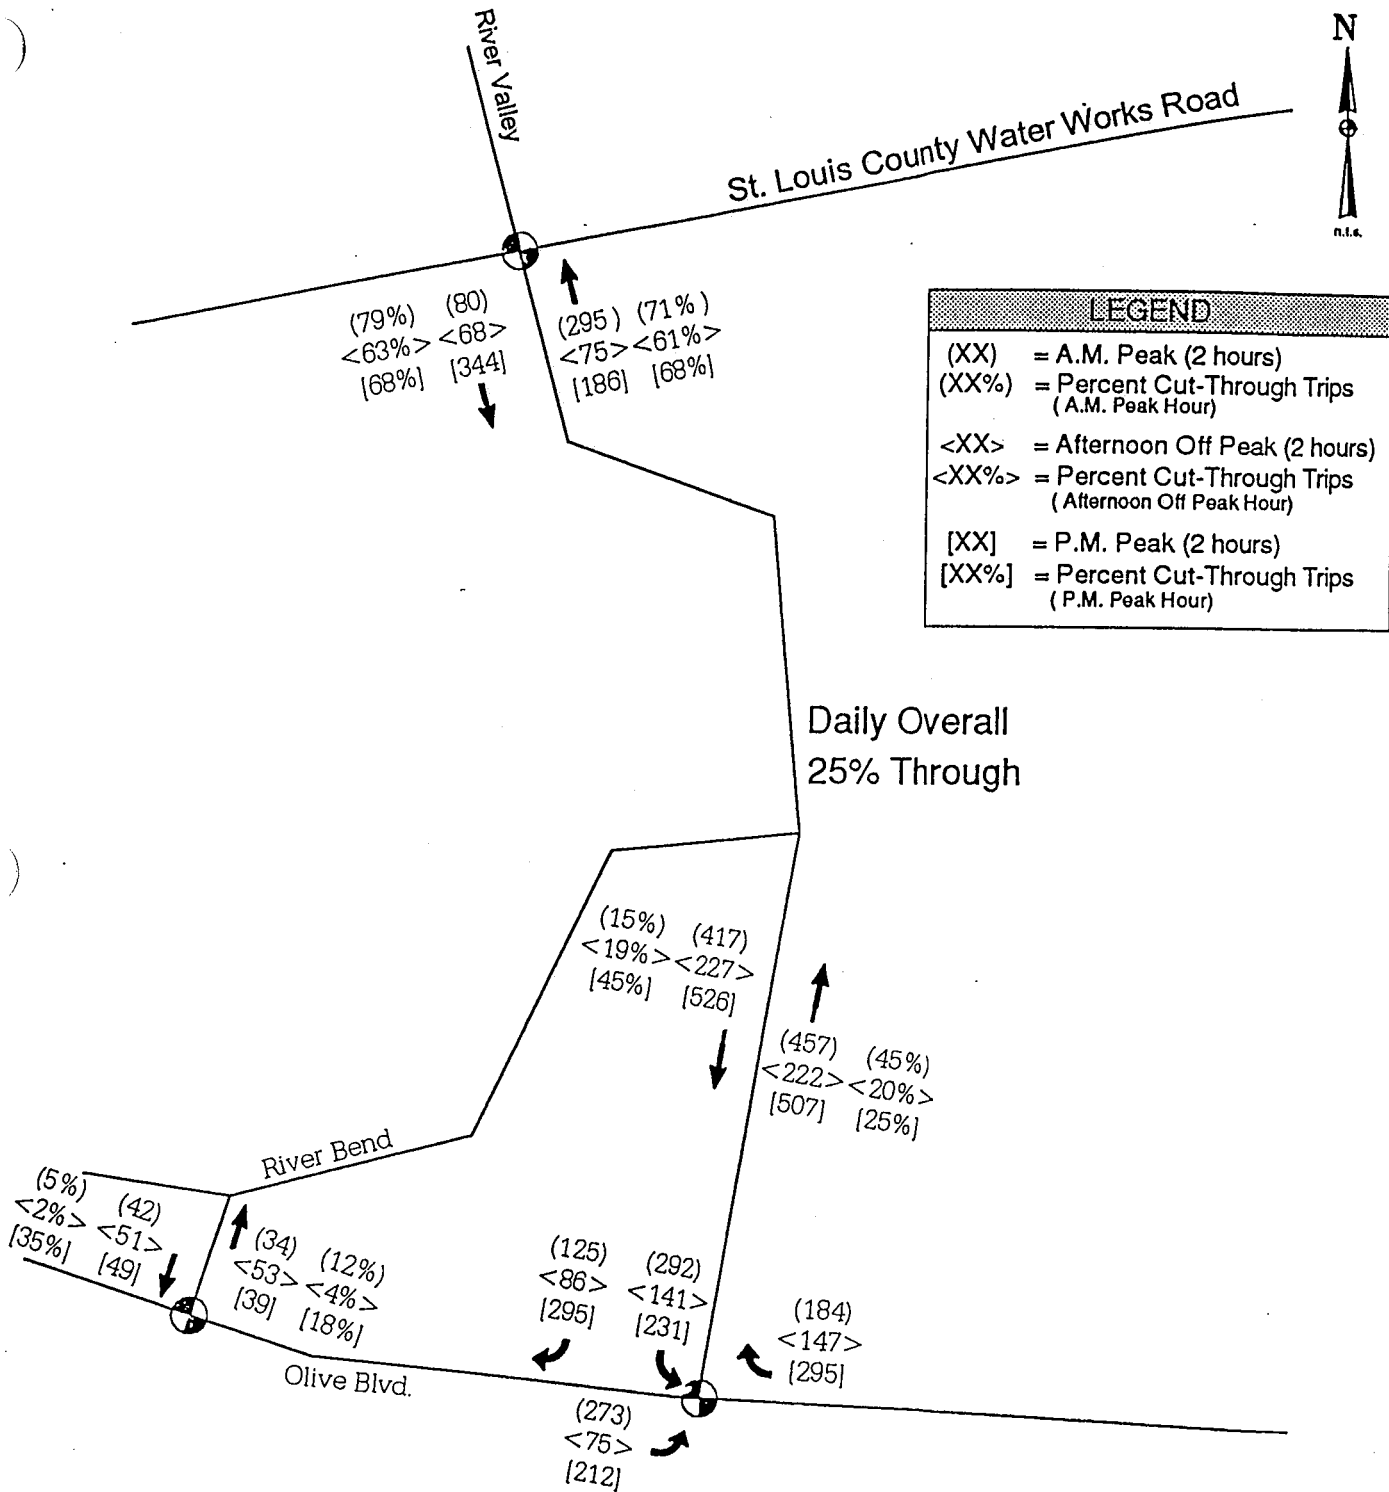 River Valley
N
St. Louis County Water Works Road
n.t.s.
(79%) (80)
<63%> <68>
[68%] [344]
(295) (71%)
<75> <61%>
[186] [68%]
LEGEND
(XX) = A.M. Peak (2 hours)
(XX%) = Percent Cut-Through Trips
(A.M. Peak Hour)
<XX> = Afternoon Off Peak (2 hours)
<XX%> = Percent Cut-Through Trips
(Afternoon Off Peak Hour)
[XX] = P.M. Peak (2 hours)
[XX%] = Percent Cut-Through Trips
(P.M. Peak Hour)
Daily Overall
25% Through
(15%) (417)
<19%> <227>
[45%] [526]
(457) (45%)
<222> <20%>
[507] [25%]
River Bend
(5%) (42)
<2%> <51>
[35%] [49]
(34) (12%)
<53> <4%>
[39] [18%]
(125) (292)
<86> <141>
[295] [231]
(184)
<147>
[295]
Olive Blvd.
(273)
<75>
[212]